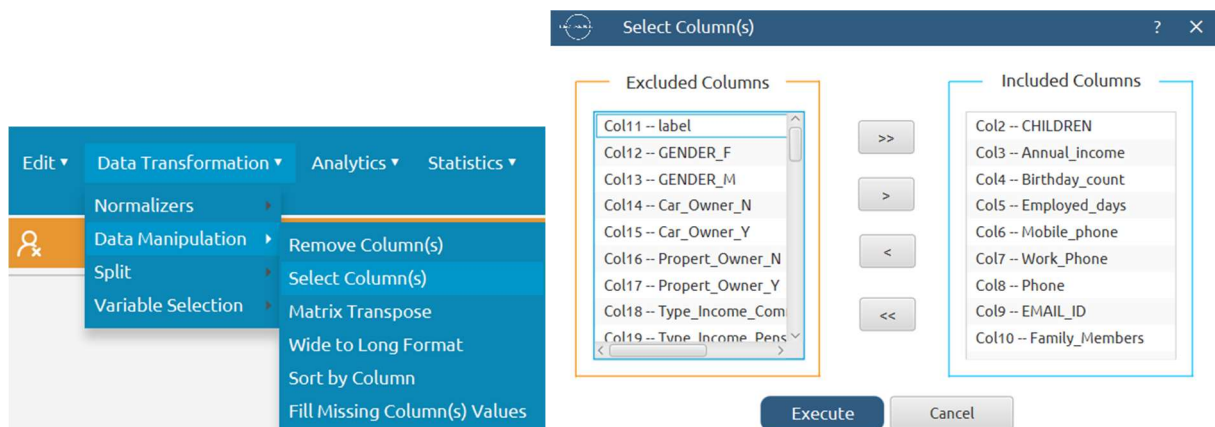 Edit ▾ Data Transformation ▾ Analytics ▾ Statistics ▾
Normalizers
Data Manipulation
Split
Variable Selection
Remove Column(s)
Select Column(s)
Matrix Transpose
Wide to Long Format
Sort by Column
Fill Missing Column(s) Values
Select Column(s) ? ×
Excluded Columns
Col11 -- label
Col12 -- GENDER_F
Col13 -- GENDER_M
Col14 -- Car_Owner_N
Col15 -- Car_Owner_Y
Col16 -- Propert_Owner_N
Col17 -- Propert_Owner_Y
Col18 -- Type_Income_Com
Col19 -- Type_Income_Pens
>>
>
<
<<
Included Columns
Col2 -- CHILDREN
Col3 -- Annual_income
Col4 -- Birthday_count
Col5 -- Employed_days
Col6 -- Mobile_phone
Col7 -- Work_Phone
Col8 -- Phone
Col9 -- EMAIL_ID
Col10 -- Family_Members
Execute Cancel